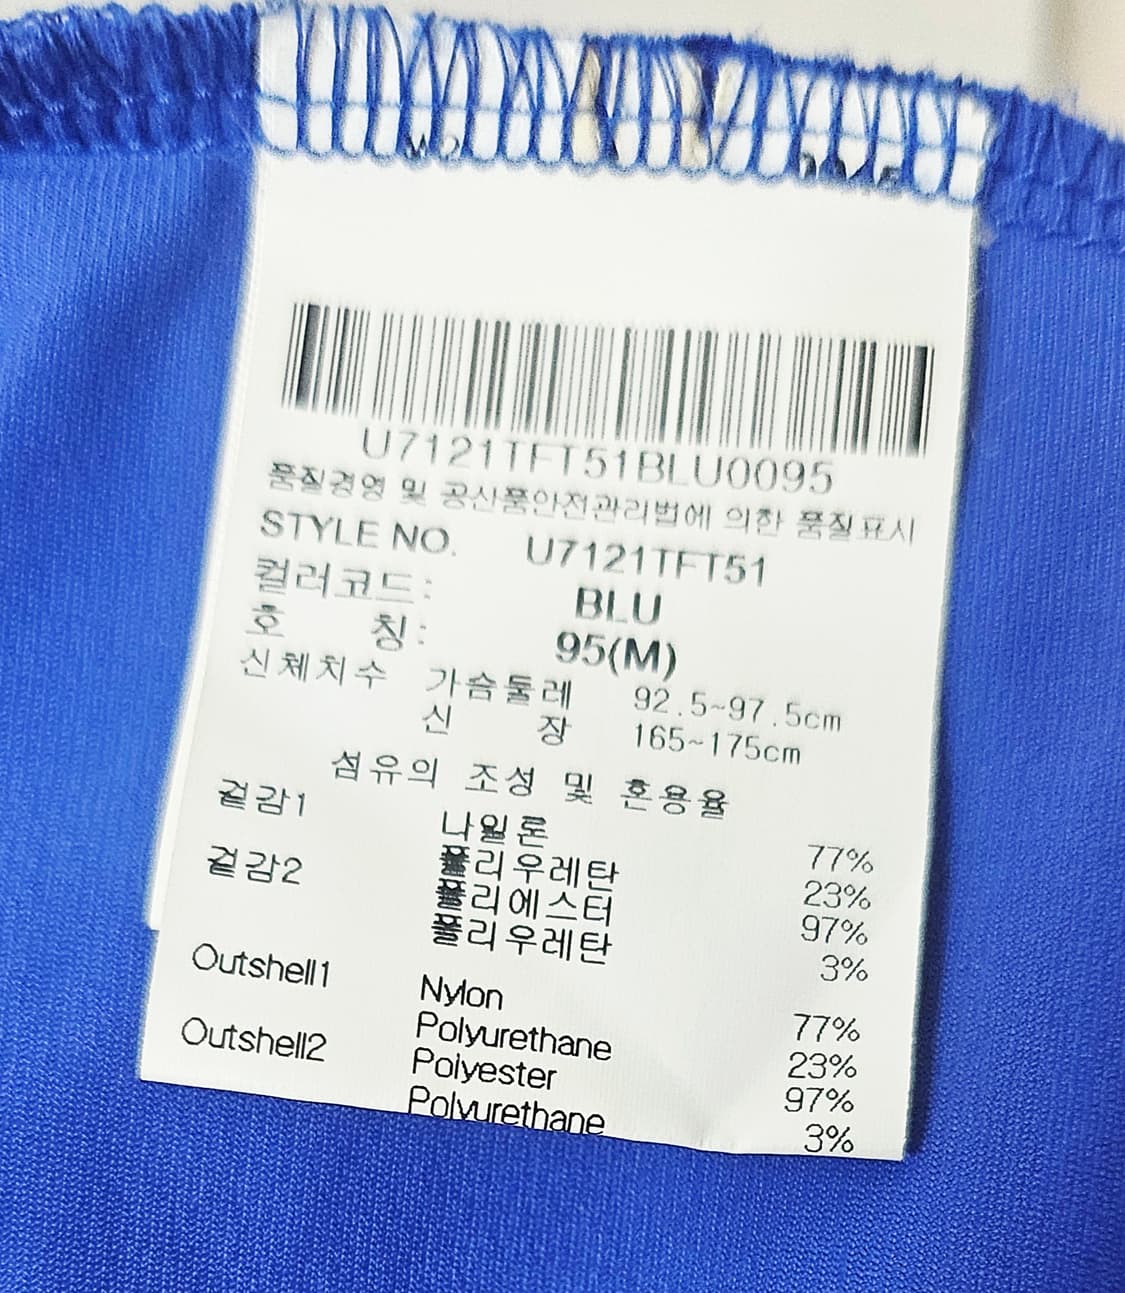 U7121TFT51BLU0095
품질경영 및 공산품안전관리법에 의한 품질표시
STYLE NO. U7121TFT51
컬러코드: BLU
호 칭: 95(M)
신체치수 가슴둘레 92.5~97.5cm
신 장 165~175cm
섬유의 조성 및 혼용율
겉감1 나일론 77%
폴리우레탄 23%
겉감2 폴리에스터 97%
폴리우레탄 3%
Outshell1 Nylon 77%
Polyurethane 23%
Outshell2 Polyester 97%
Polyurethane 3%